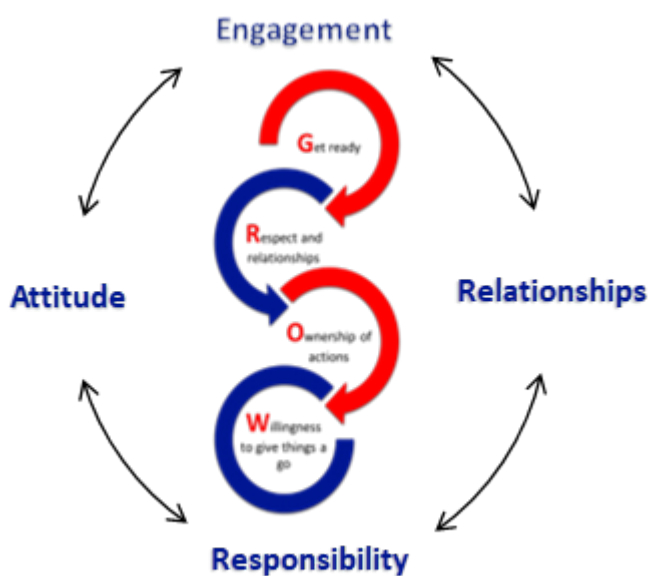 Engagement
Get ready
Respect and
relationships
Attitude
Relationships
Ownership of
actions
Willingness
to give things a
go
Responsibility